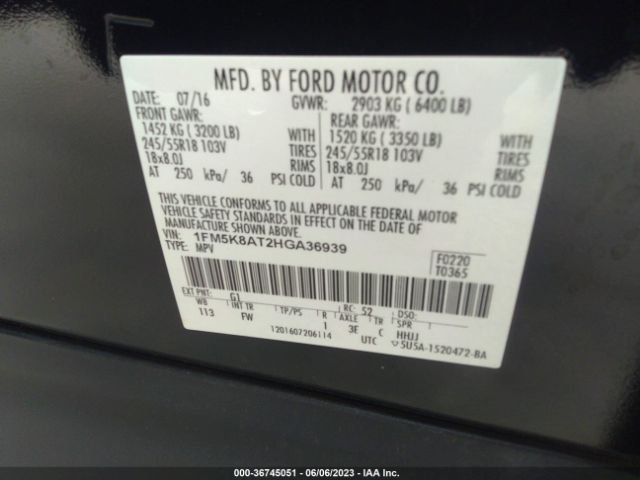 MFD. BY FORD MOTOR CO.
DATE: 07/16 GVWR: 2903 KG ( 6400 LB)
FRONT GAWR: REAR GAWR:
1452 KG ( 3200 LB) WITH 1520 KG ( 3350 LB) WITH
245/55R18 103V TIRES 245/55R18 103V TIRES
18x8.0J RIMS 18x8.0J RIMS
AT 250 kPa/ 36 PSI COLD AT 250 kPa/ 36 PSI COLD
THIS VEHICLE CONFORMS TO ALL APPLICABLE FEDERAL MOTOR
VEHICLE SAFETY STANDARDS IN EFFECT ON THE DATE OF
MANUFACTURE SHOWN ABOVE.
VIN: 1FM5K8AT2HGA36939
TYPE: MPV
F0220
T0365
EXT PNT: G1 RC: 52 DSO:
WB INT TR TP/PS R AXLE TR SPR
113 FW 1 3E C HHJJ
1201607206114 UTC 5U5A-1520472-BA
000-36745051 - 06/06/2023 - IAA Inc.